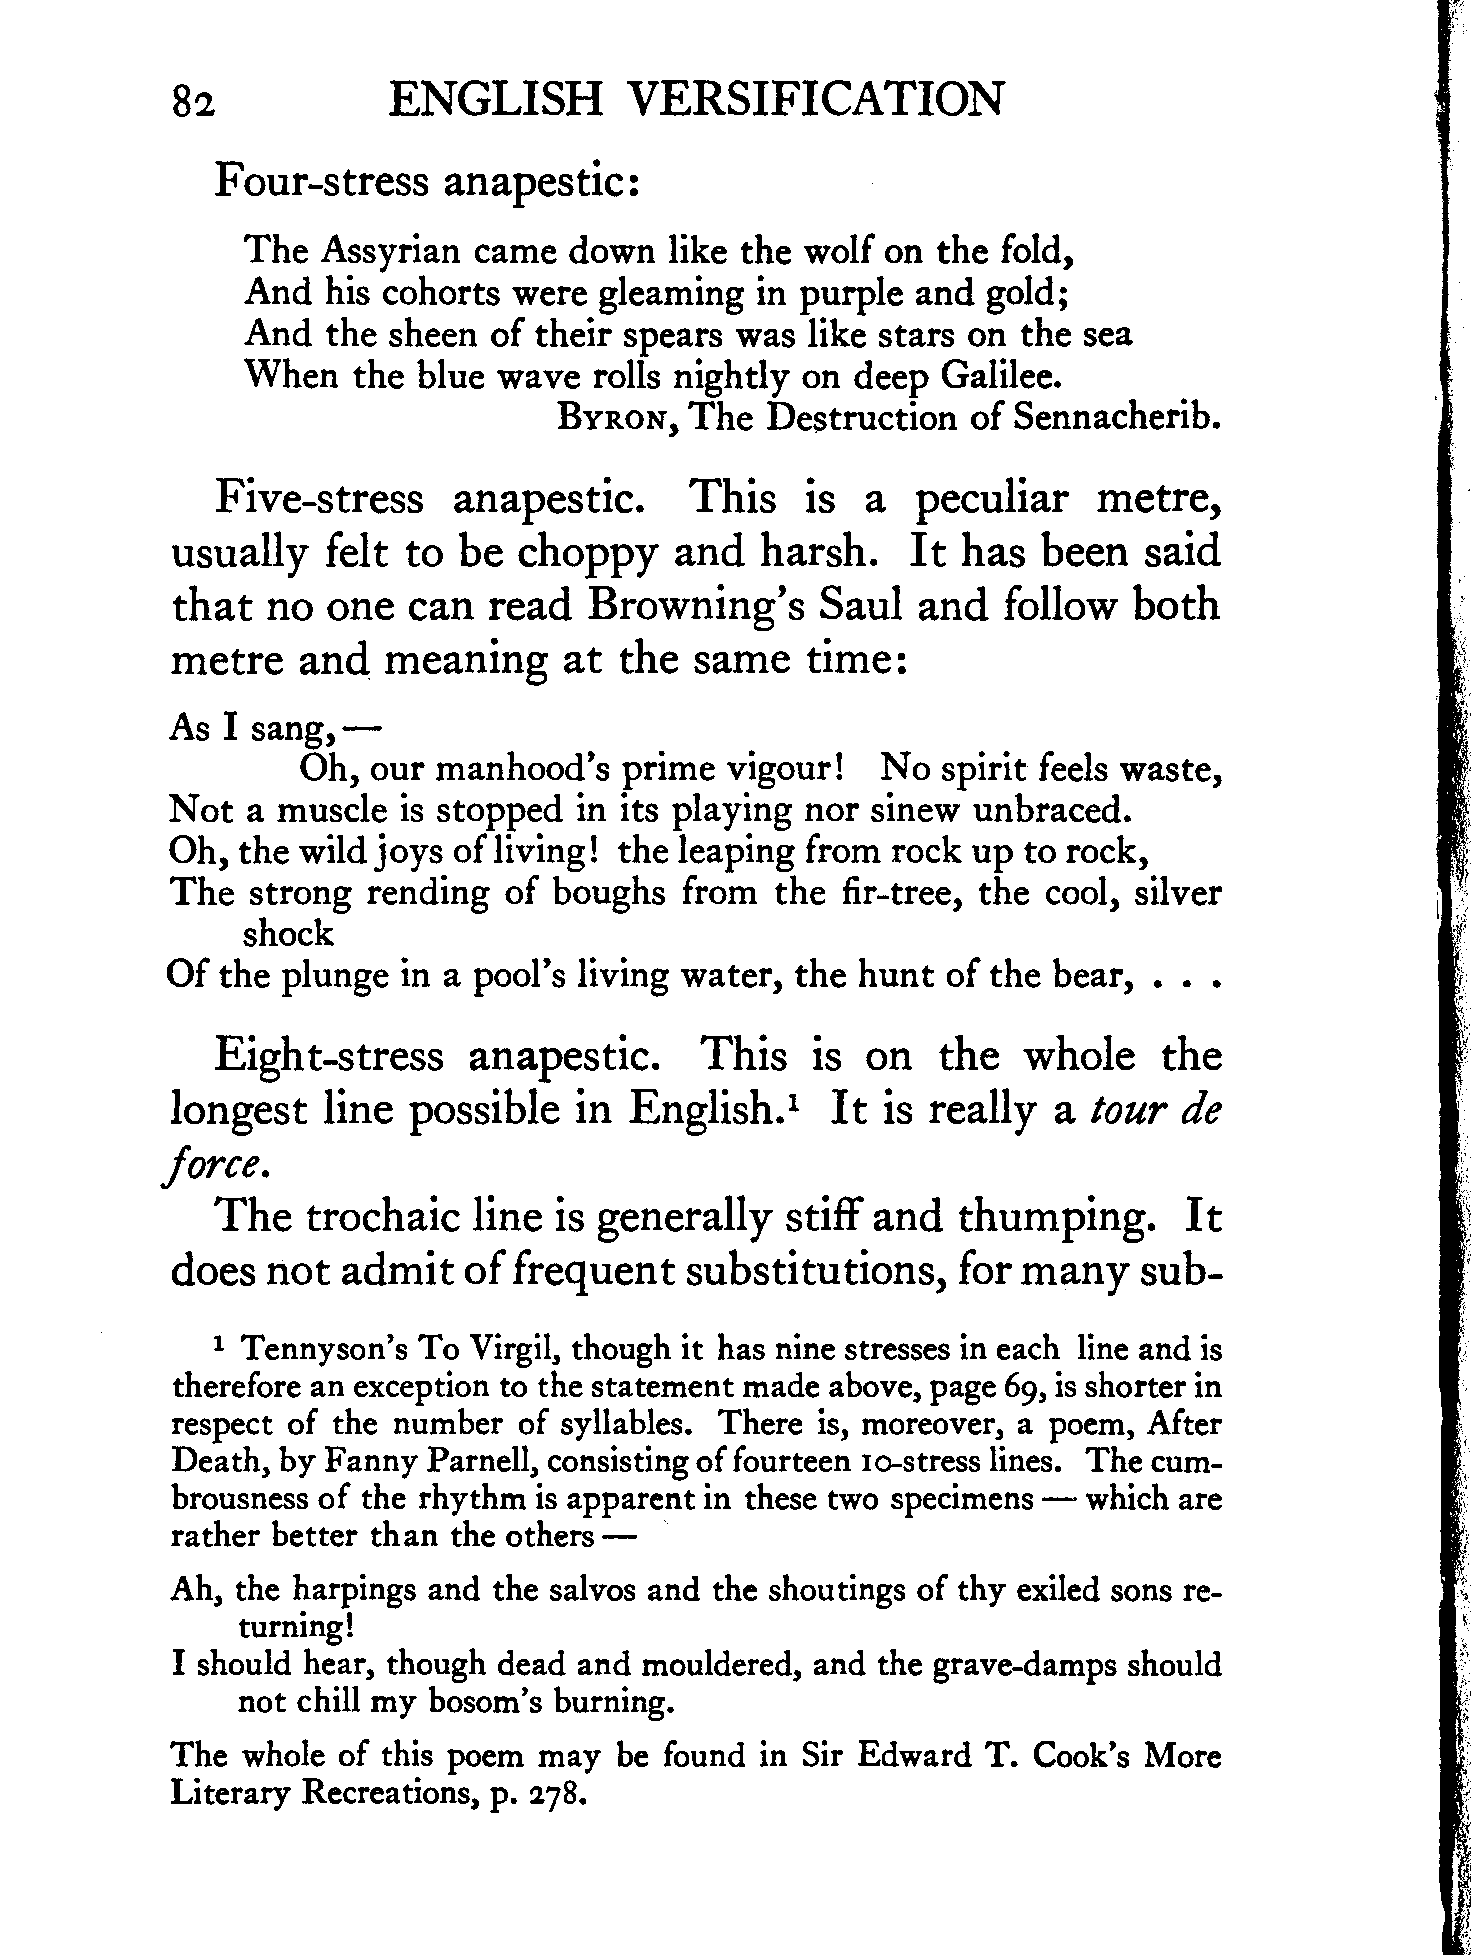 82 ENGLISH VERSIFICATION
Four-stress anapestic:
The Assyrian came down like the wolf on the fold,
And his cohorts were gleaming in purple and gold;
And the sheen of their spears was like stars on the sea
When the blue wave rolls nightly on deep Galilee.
BYRON, The Destruction of Sennacherib.
Five-stress anapestic. This is a peculiar metre,
usually felt to be choppy and harsh. It has been said
that no one can read Browning's Saul and follow both
metre and meaning at the same time:
As I sang,—
Oh, our manhood's prime vigour! No spirit feels waste,
Not a muscle is stopped in its playing nor sinew unbraced.
Oh, the wild joys of living! the leaping from rock up to rock,
The strong rending of boughs from the fir-tree, the cool, silver
shock
Of the plunge in a pool's living water, the hunt of the bear, . . .
Eight-stress anapestic. This is on the whole the
longest line possible in English.¹ It is really a tour de
force.
The trochaic line is generally stiff and thumping. It
does not admit of frequent substitutions, for many sub-
¹ Tennyson's To Virgil, though it has nine stresses in each line and is
therefore an exception to the statement made above, page 69, is shorter in
respect of the number of syllables. There is, moreover, a poem, After
Death, by Fanny Parnell, consisting of fourteen 10-stress lines. The cum-
brousness of the rhythm is apparent in these two specimens — which are
rather better than the others —
Ah, the harpings and the salvos and the shoutings of thy exiled sons re-
turning!
I should hear, though dead and mouldered, and the grave-damps should
not chill my bosom's burning.
The whole of this poem may be found in Sir Edward T. Cook's More
Literary Recreations, p. 278.